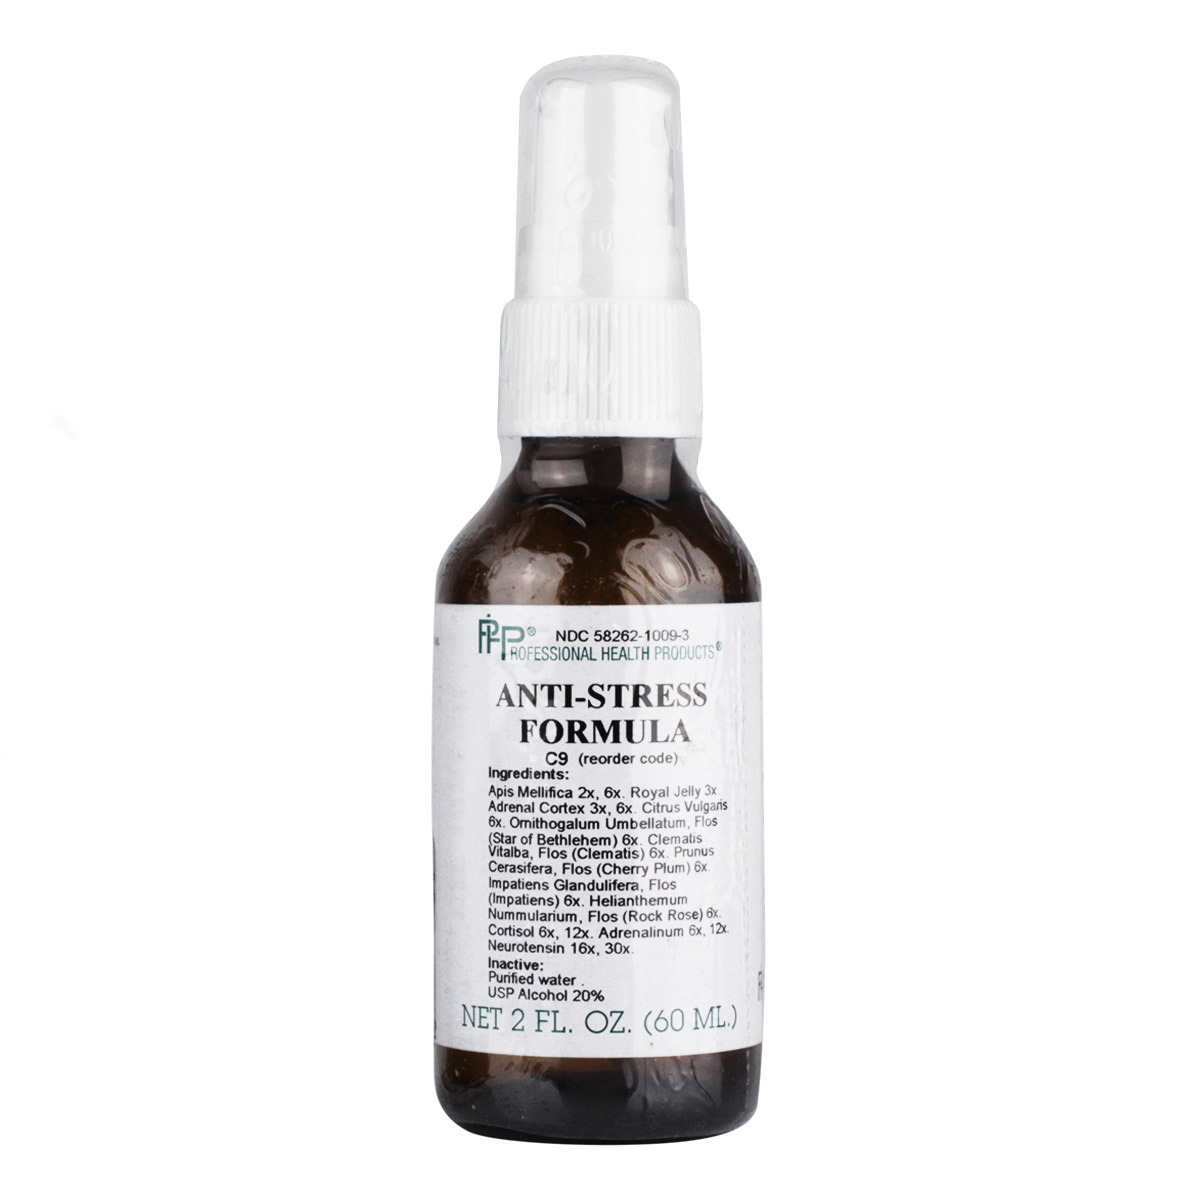 PHP® NDC 58262-1009-3
PROFESSIONAL HEALTH PRODUCTS®
ANTI-STRESS
FORMULA
C9 (reorder code)
Ingredients:
Apis Mellifica 2x, 6x. Royal Jelly 3x.
Adrenal Cortex 3x, 6x. Citrus Vulgaris
6x. Ornithogalum Umbellatum, Flos
(Star of Bethlehem) 6x. Clematis
Vitalba, Flos (Clematis) 6x. Prunus
Cerasifera, Flos (Cherry Plum) 6x.
Impatiens Glandulifera, Flos
(Impatiens) 6x. Helianthemum
Nummularium, Flos (Rock Rose) 6x.
Cortisol 6x, 12x. Adrenalinum 6x, 12x.
Neurotensin 16x, 30x.
Inactive:
Purified water .
USP Alcohol 20%
NET 2 FL. OZ. (60 ML.)